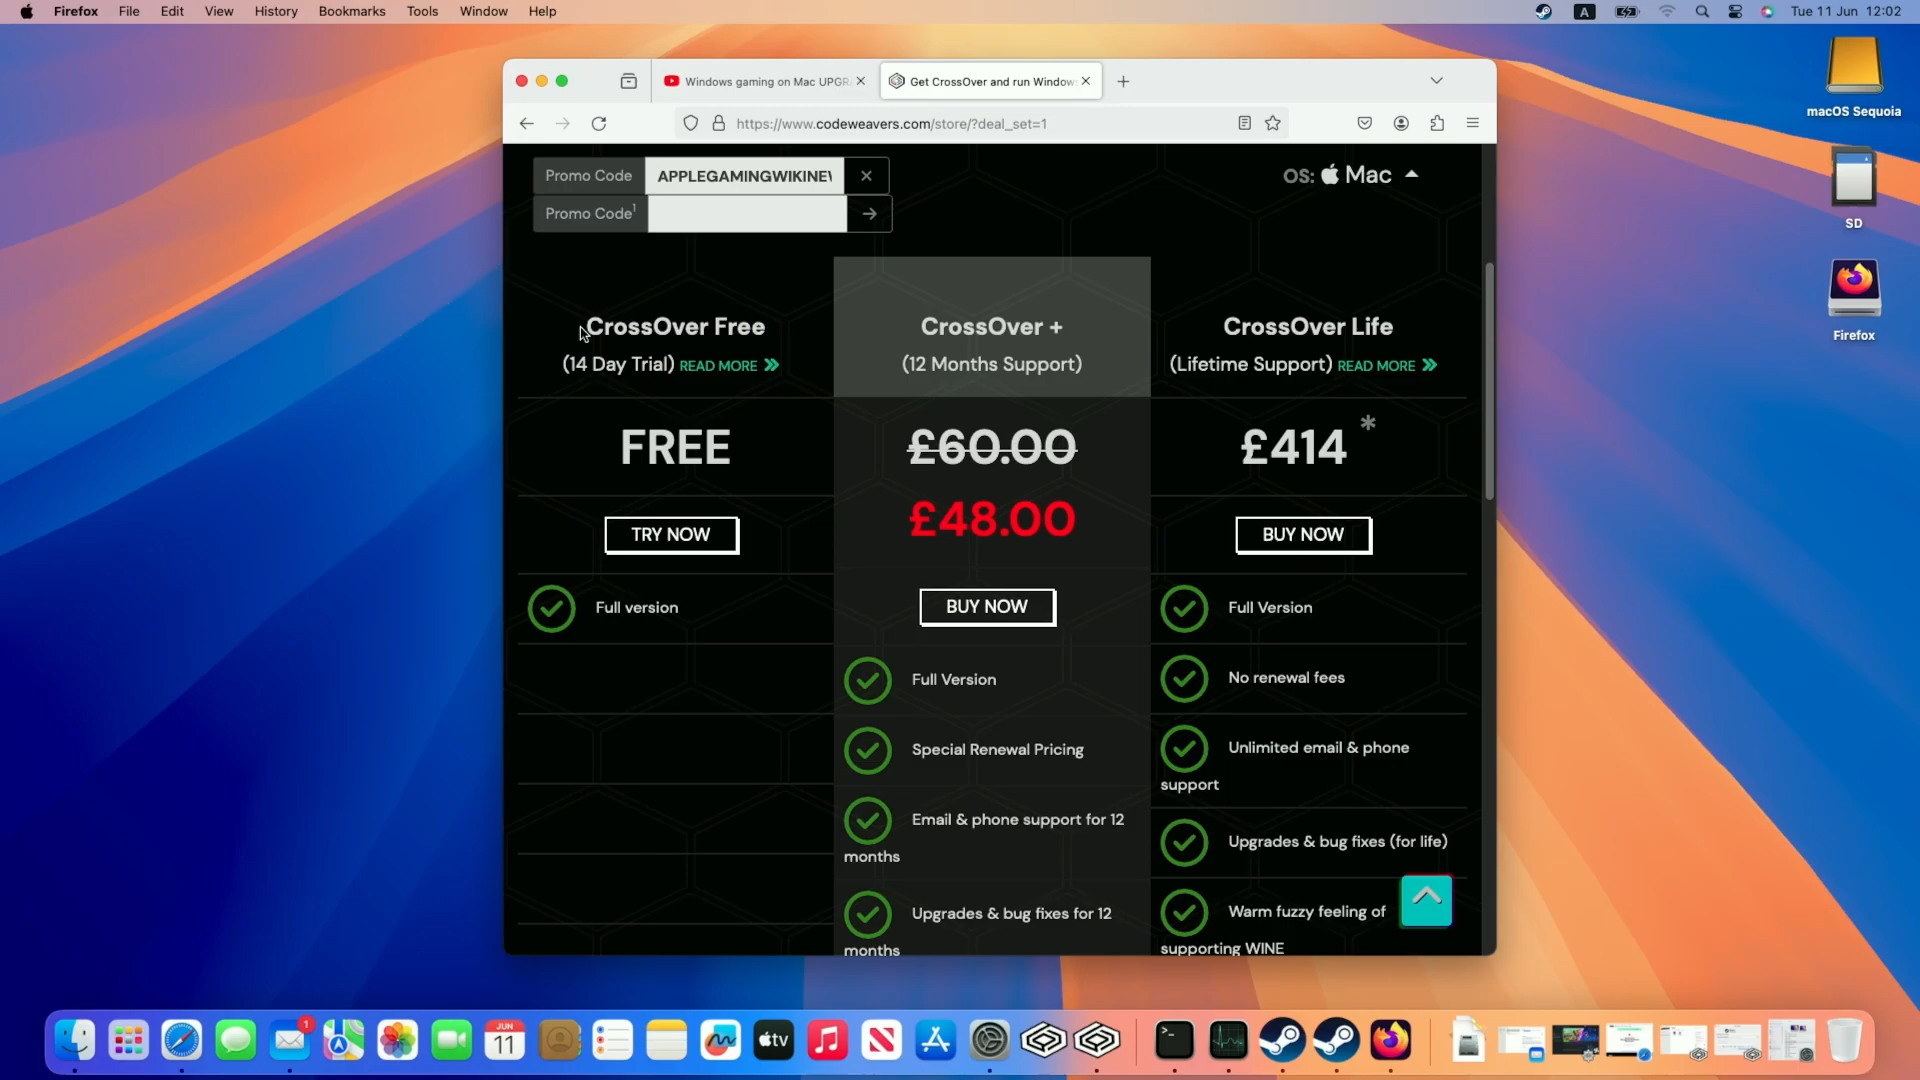 Firefox File Edit View History Bookmarks Tools Window Help A Tue 11 Jun 12:02
Windows gaming on Mac UPGR Get CrossOver and run Window
https://www.codeweavers.com/store/?deal_set=1
Promo Code APPLEGAMINGWIKINE
Promo Code1
OS: Mac
CrossOver Free
(14 Day Trial) READ MORE
FREE
TRY NOW
Full version
CrossOver +
(12 Months Support)
£60.00
£48.00
BUY NOW
Full Version
Special Renewal Pricing
Email & phone support for 12
months
Upgrades & bug fixes for 12
months
CrossOver Life
(Lifetime Support) READ MORE
£414 *
BUY NOW
Full Version
No renewal fees
Unlimited email & phone
support
Upgrades & bug fixes (for life)
Warm fuzzy feeling of
supporting WINE
macOS Sequoia
SD
Firefox
1
JUN
11
tv